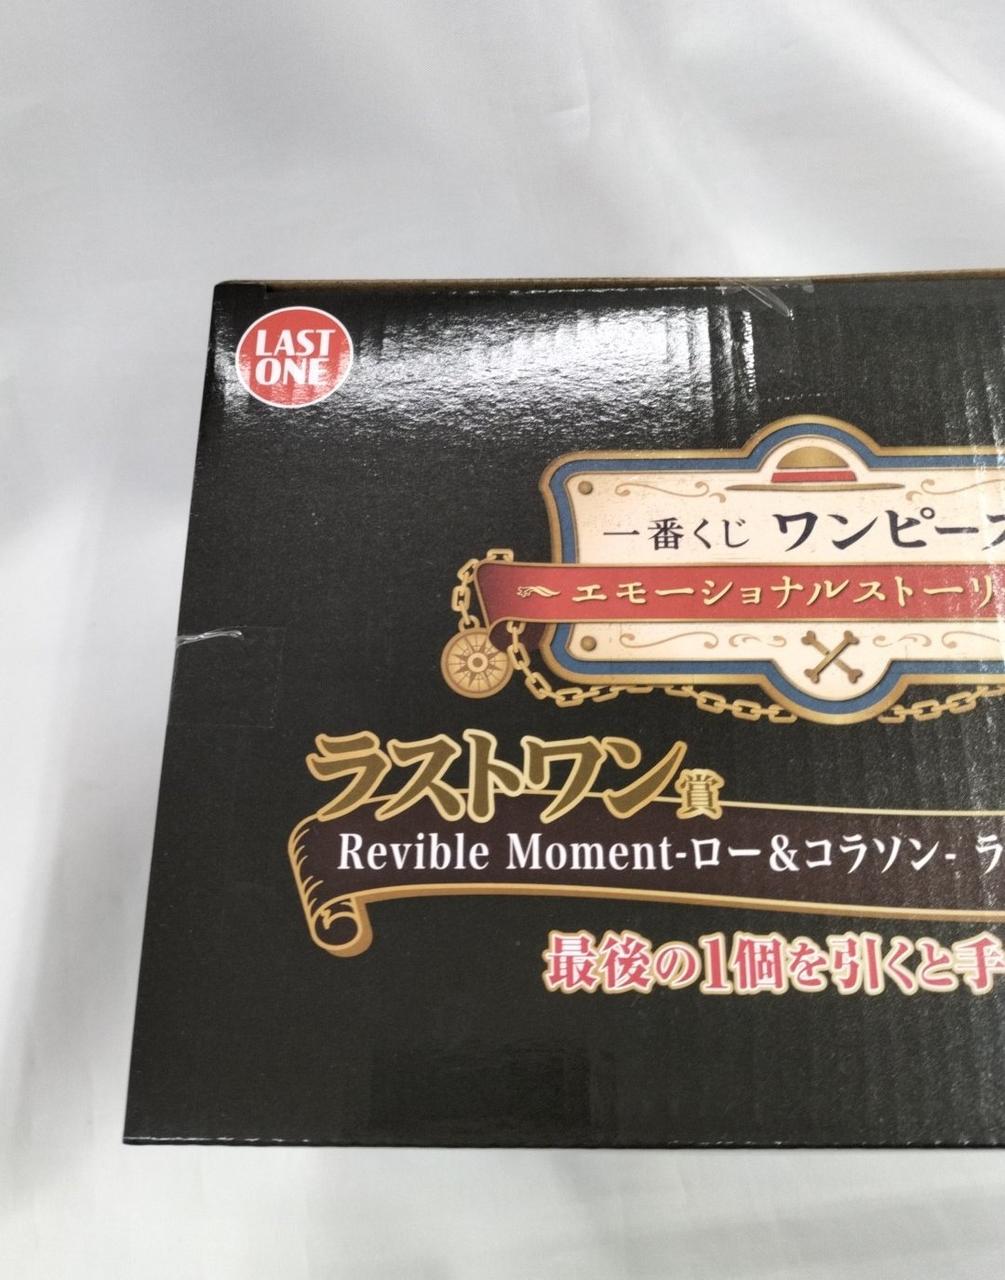 LAST
ONE
一番くじ ワンピース
エモーショナルストーリ
ラストワン賞
Revible Moment-ロー&コラソン- ラ
最後の1個を引くと手